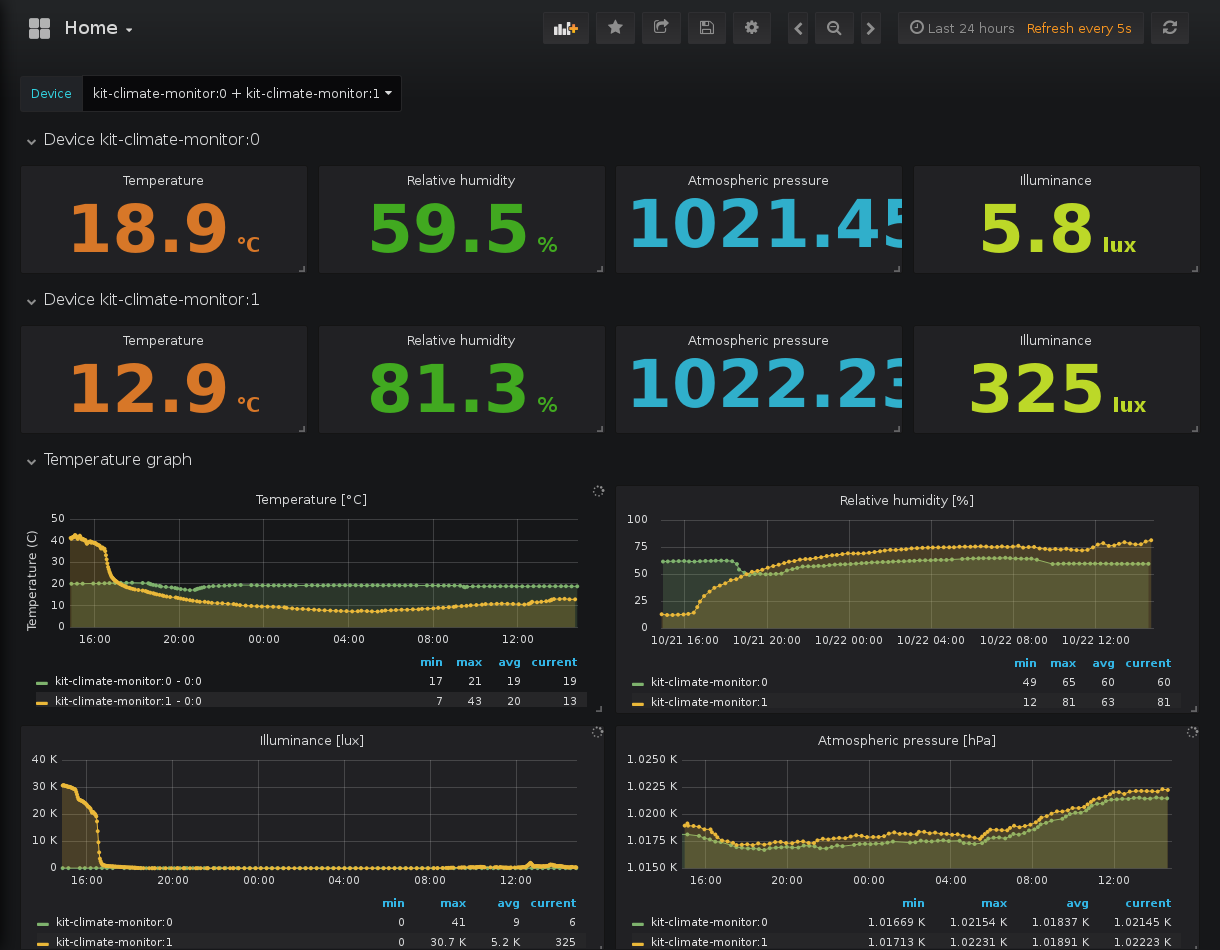 Home
Last 24 hours Refresh every 5s
Device kit-climate-monitor:0 + kit-climate-monitor:1
Device kit-climate-monitor:0
Temperature Relative humidity Atmospheric pressure Illuminance
18.9 °C 59.5 % 1021.45 5.8 lux
Device kit-climate-monitor:1
Temperature Relative humidity Atmospheric pressure Illuminance
12.9 °C 81.3 % 1022.23 325 lux
Temperature graph
Temperature [°C]
Temperature (C)
50
40
30
20
10
0
16:00 20:00 00:00 04:00 08:00 12:00
min max avg current
kit-climate-monitor:0 - 0:0 17 21 19 19
kit-climate-monitor:1 - 0:0 7 43 20 13
Relative humidity [%]
100
75
50
25
0
10/21 16:00 10/21 20:00 10/22 00:00 10/22 04:00 10/22 08:00 10/22 12:00
min max avg current
kit-climate-monitor:0 49 65 60 60
kit-climate-monitor:1 12 81 63 81
Illuminance [lux]
40 K
30 K
20 K
10 K
0
16:00 20:00 00:00 04:00 08:00 12:00
min max avg current
kit-climate-monitor:0 0 41 9 6
kit-climate-monitor:1 0 30.7 K 5.2 K 325
Atmospheric pressure [hPa]
1.0250 K
1.0225 K
1.0200 K
1.0175 K
1.0150 K
16:00 20:00 00:00 04:00 08:00 12:00
min max avg current
kit-climate-monitor:0 1.01669 K 1.02154 K 1.01837 K 1.02145 K
kit-climate-monitor:1 1.01713 K 1.02231 K 1.01891 K 1.02223 K